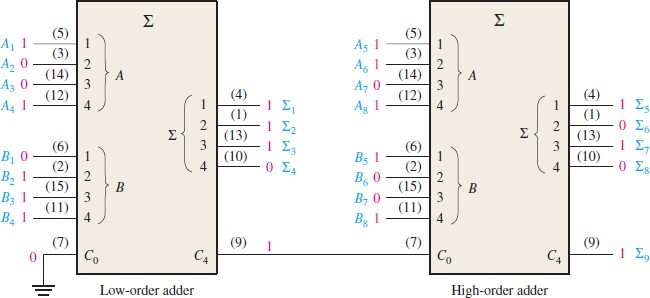 Σ
(5)
A₁ 1 1
(3)
A₂ 0 2
(14)
A₃ 0 3
(12)
A₄ 1 4
A
(6)
B₁ 0 1
(2)
B₂ 1 2
(15)
B₃ 1 3
(11)
B₄ 1 4
B
Σ
1 (4) 1 Σ₁
2 (1) 1 Σ₂
3 (13) 1 Σ₃
4 (10) 0 Σ₄
0 (7) C₀
C₄ (9) 1
Low-order adder
Σ
(5)
A₅ 1 1
(3)
A₆ 1 2
(14)
A₇ 0 3
(12)
A₈ 1 4
A
(6)
B₅ 1 1
(2)
B₆ 0 2
(15)
B₇ 0 3
(11)
B₈ 1 4
B
Σ
1 (4) 1 Σ₅
2 (1) 0 Σ₆
3 (13) 1 Σ₇
4 (10) 0 Σ₈
(7) C₀
C₄ (9) 1 Σ₉
High-order adder